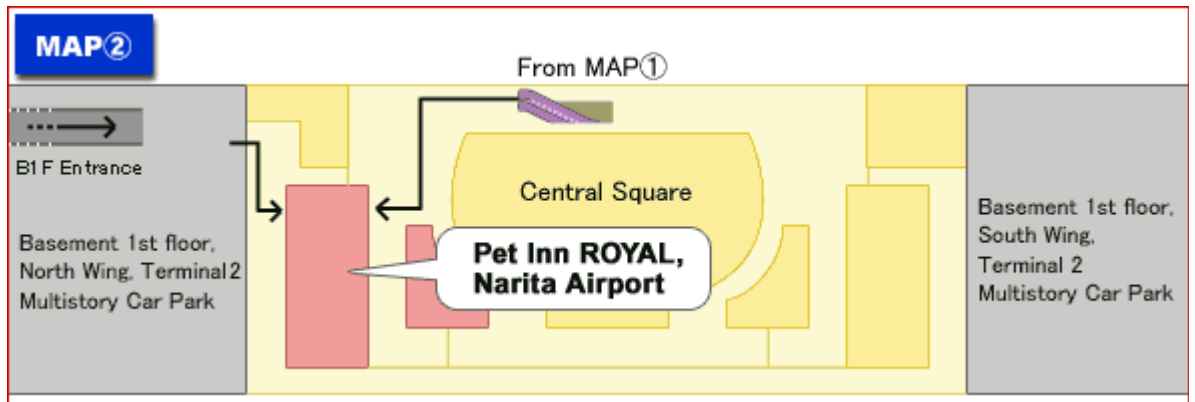 MAP②
From MAP①
B1F Entrance
Central Square
Basement 1st floor,
North Wing, Terminal2
Multistory Car Park
Pet Inn ROYAL,
Narita Airport
Basement 1st floor,
South Wing,
Terminal 2
Multistory Car Park